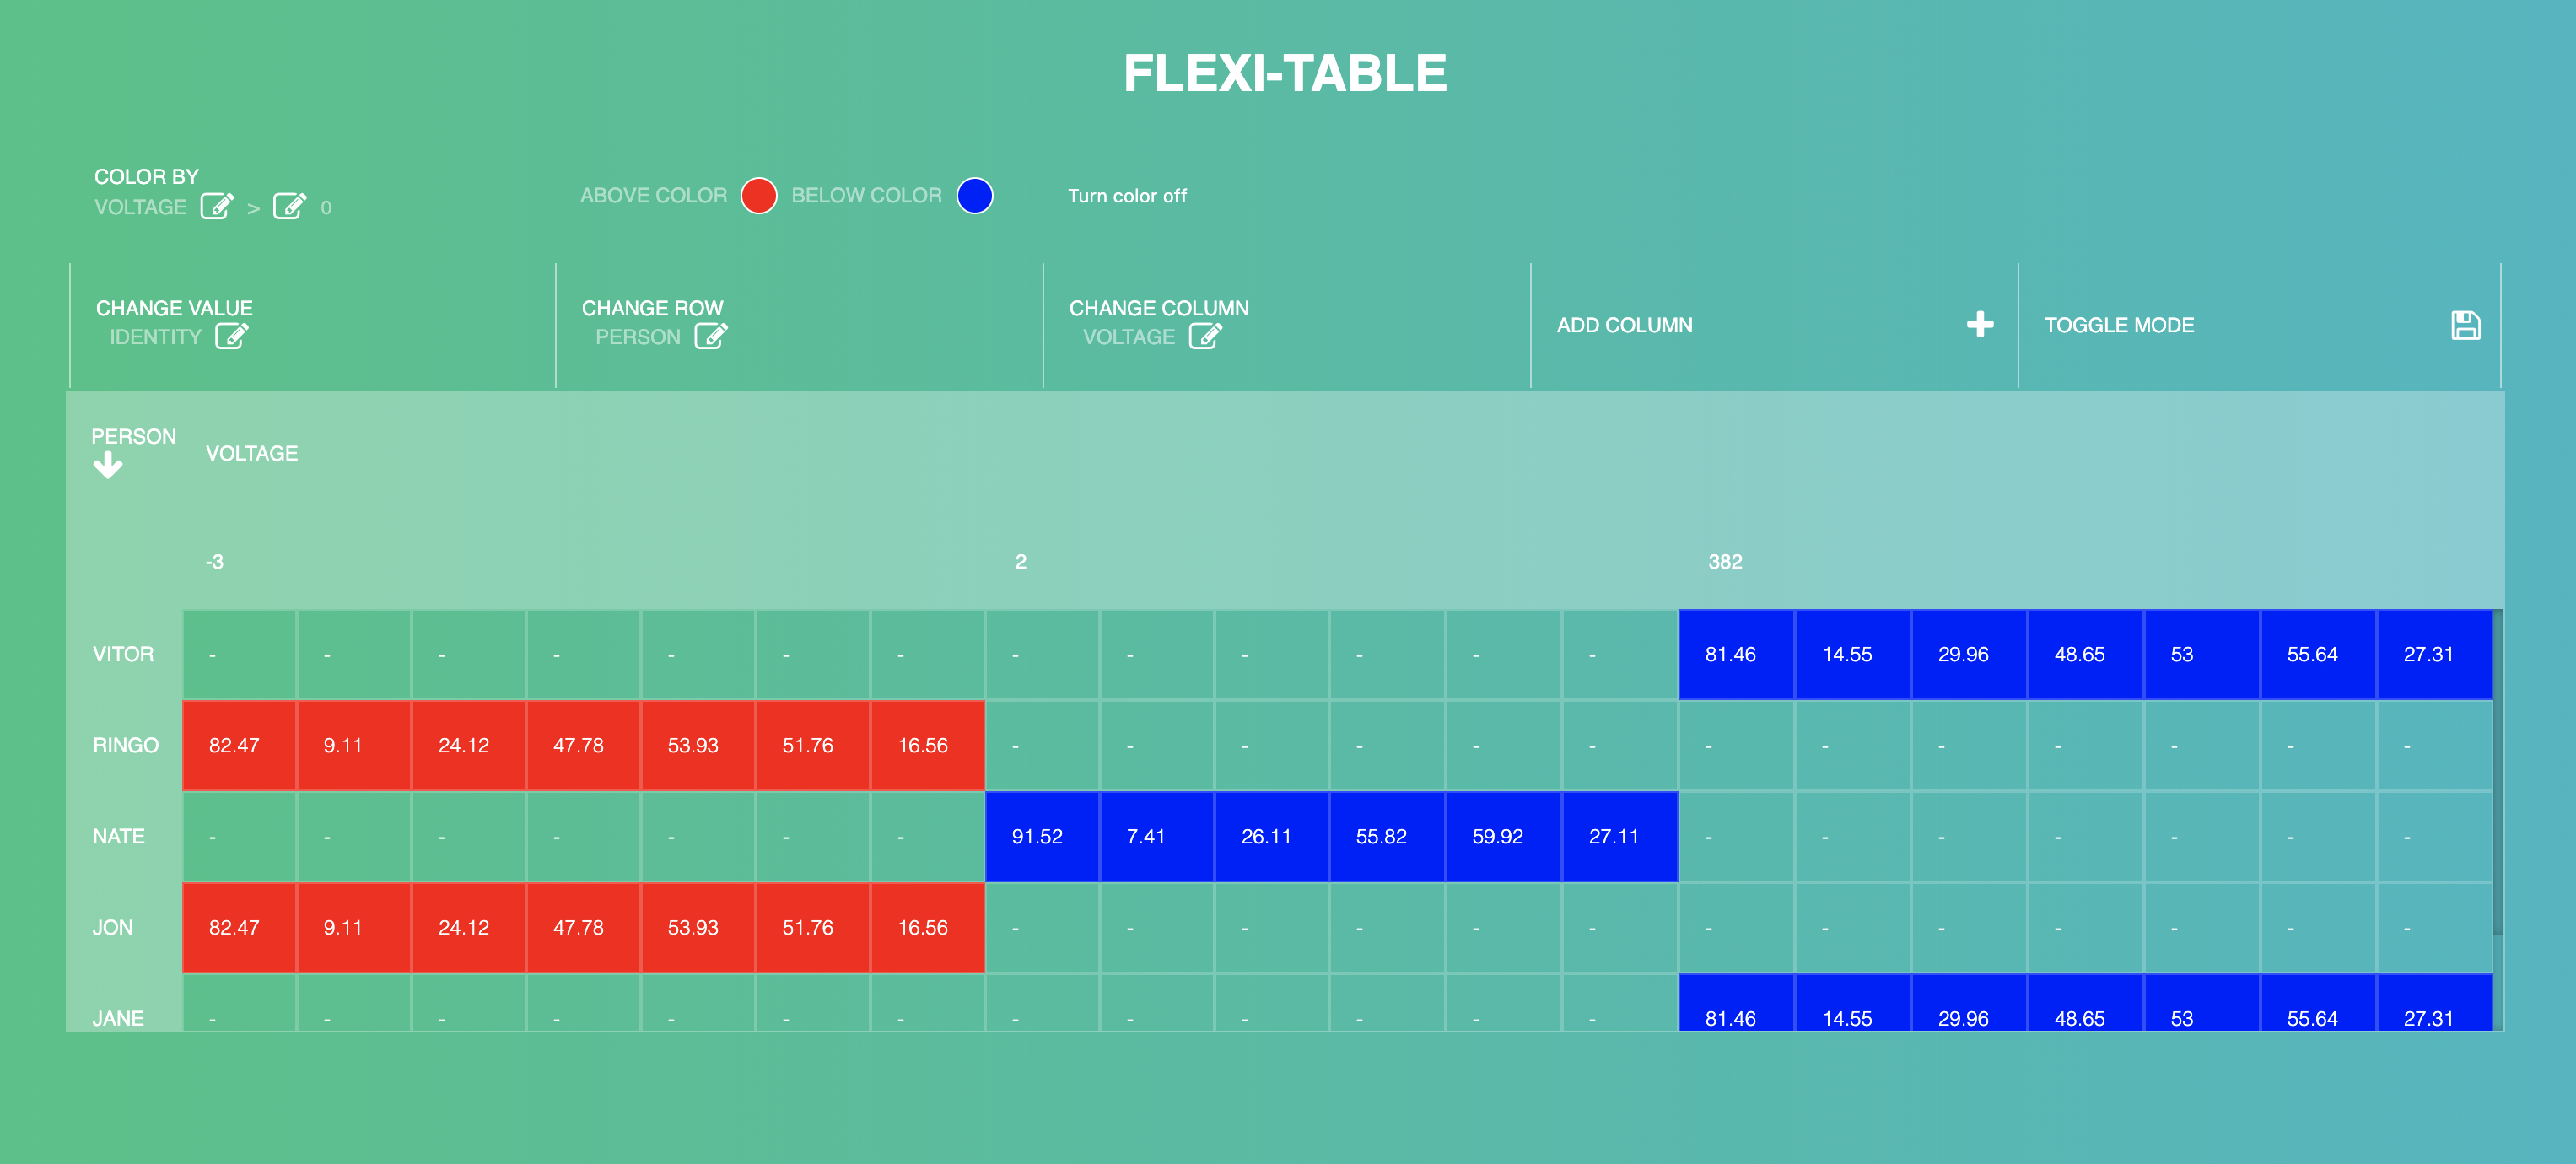 FLEXI-TABLE
COLOR BY
VOLTAGE > 0
ABOVE COLOR BELOW COLOR Turn color off
CHANGE VALUE
IDENTITY
CHANGE ROW
PERSON
CHANGE COLUMN
VOLTAGE
ADD COLUMN
TOGGLE MODE
PERSON
VOLTAGE
-3 2 382
VITOR - - - - - - - - - - - - - 81.46 14.55 29.96 48.65 53 55.64 27.31
RINGO 82.47 9.11 24.12 47.78 53.93 51.76 16.56 - - - - - - - - - - - - -
NATE - - - - - - - 91.52 7.41 26.11 55.82 59.92 27.11 - - - - - - -
JON 82.47 9.11 24.12 47.78 53.93 51.76 16.56 - - - - - - - - - - - - -
JANE - - - - - - - - - - - - - 81.46 14.55 29.96 48.65 53 55.64 27.31